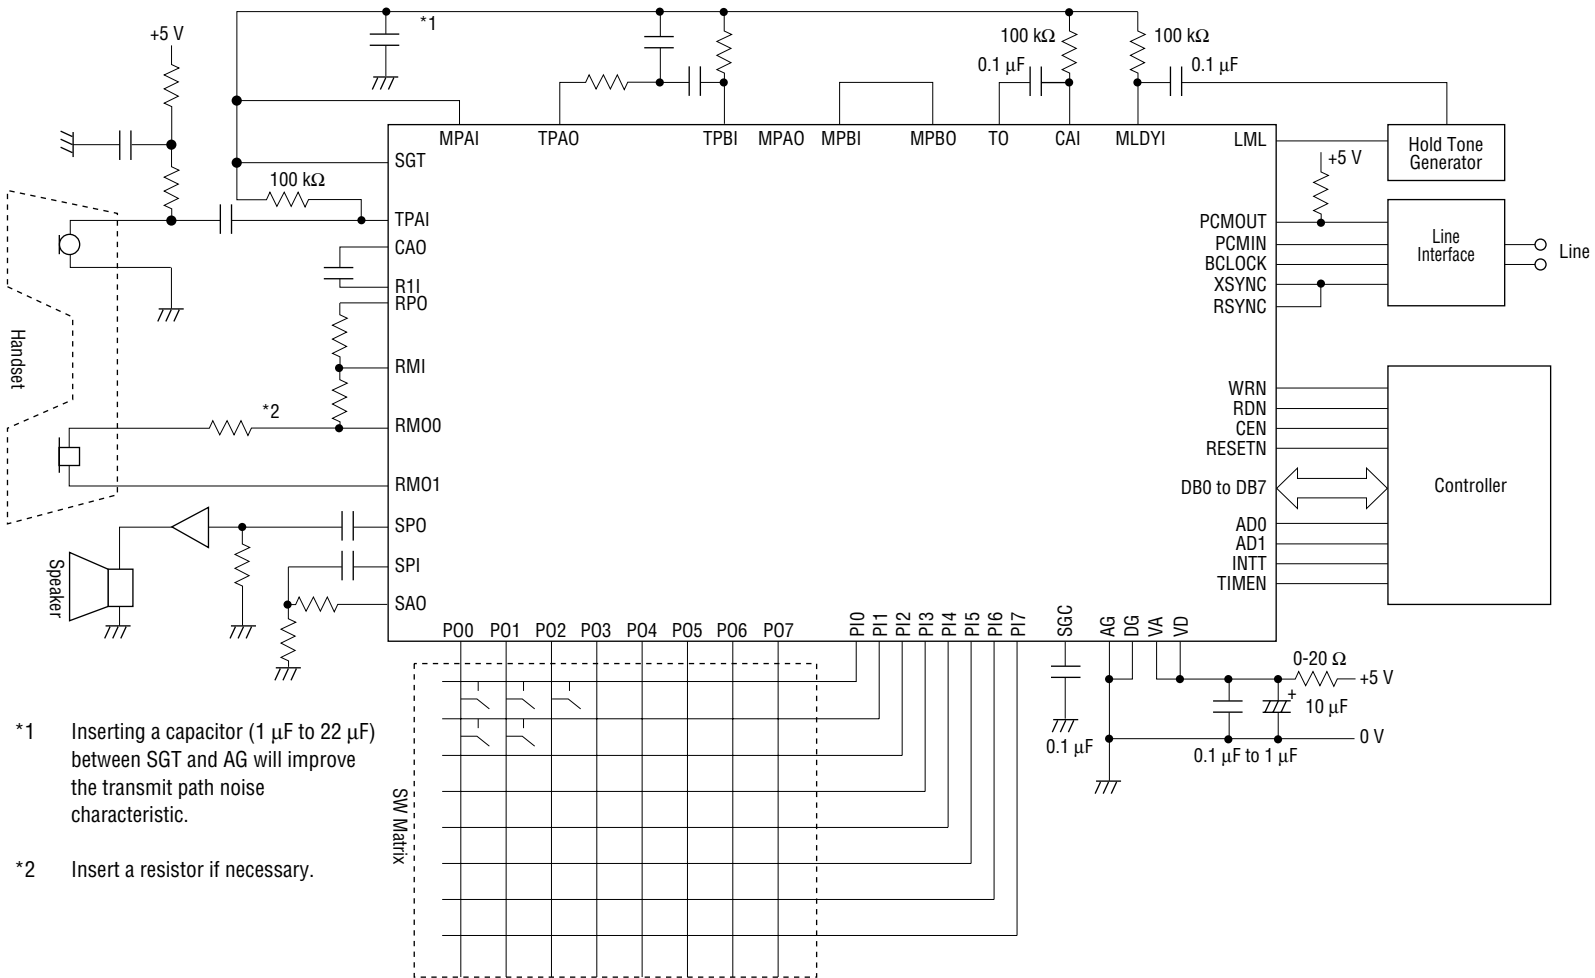 *1
+5 V
100 kΩ
100 kΩ
0.1 μF
0.1 μF
MPAI
TPAO
TPBI
MPAO
MPBI
MPBO
TO
CAI
MLDYI
LML
Hold Tone
Generator
SGT
+5 V
100 kΩ
TPAI
CAO
R1I
RPO
RMI
*2
RMO0
RMO1
SPO
SPI
SAO
Handset
Speaker
PCMOUT
PCMIN
BCLOCK
XSYNC
RSYNC
Line
Interface
Line
WRN
RDN
CEN
RESETN
DB0 to DB7
AD0
AD1
INTT
TIMEN
Controller
PO0
PO1
PO2
PO3
PO4
PO5
PO6
PO7
PI0
PI1
PI2
PI3
PI4
PI5
PI6
PI7
SGC
AG
DG
VA
VD
0-20 Ω
+5 V
+
10 μF
0 V
0.1 μF
0.1 μF to 1 μF
SW Matrix
*1 Inserting a capacitor (1 μF to 22 μF)
between SGT and AG will improve
the transmit path noise
characteristic.
*2 Insert a resistor if necessary.